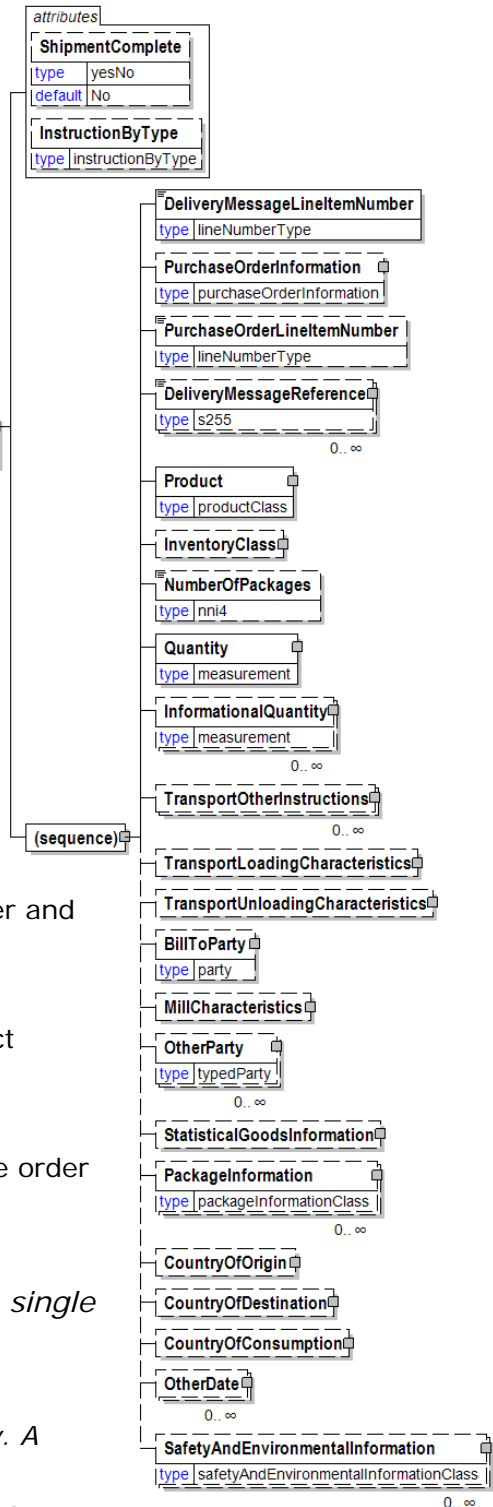 attributes
ShipmentComplete
type yesNo
default No
InstructionByType
type instructionByType
DeliveryMessageLineItemNumber
type lineNumberType
PurchaseOrderInformation
type purchaseOrderInformation
PurchaseOrderLineItemNumber
type lineNumberType
DeliveryMessageReference
type s255
0.. ∞
Product
type productClass
InventoryClass
NumberOfPackages
type nni4
Quantity
type measurement
InformationalQuantity
type measurement
0.. ∞
TransportOtherInstructions
0.. ∞
(sequence)
TransportLoadingCharacteristics
TransportUnloadingCharacteristics
er and
BillToParty
type party
MillCharacteristics
ct
OtherParty
type typedParty
0.. ∞
StatisticalGoodsInformation
e order
PackageInformation
type packageInformationClass
0.. ∞
CountryOfOrigin
single
CountryOfDestination
CountryOfConsumption
OtherDate
0.. ∞
y. A
SafetyAndEnvironmentalInformation
type safetyAndEnvironmentalInformationClass
0.. ∞